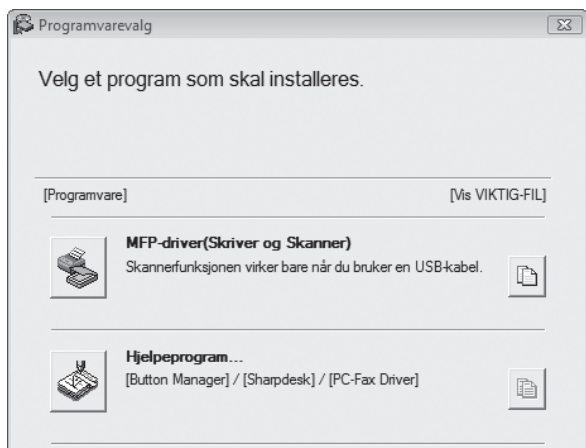 Programvarevalg
Velg et program som skal installeres.
[Programvare] [Vis VIKTIG-FIL]
MFP-driver(Skriver og Skanner)
Skannerfunksjonen virker bare når du bruker en USB-kabel.
Hjelpeprogram...
[Button Manager] / [Sharpdesk] / [PC-Fax Driver]